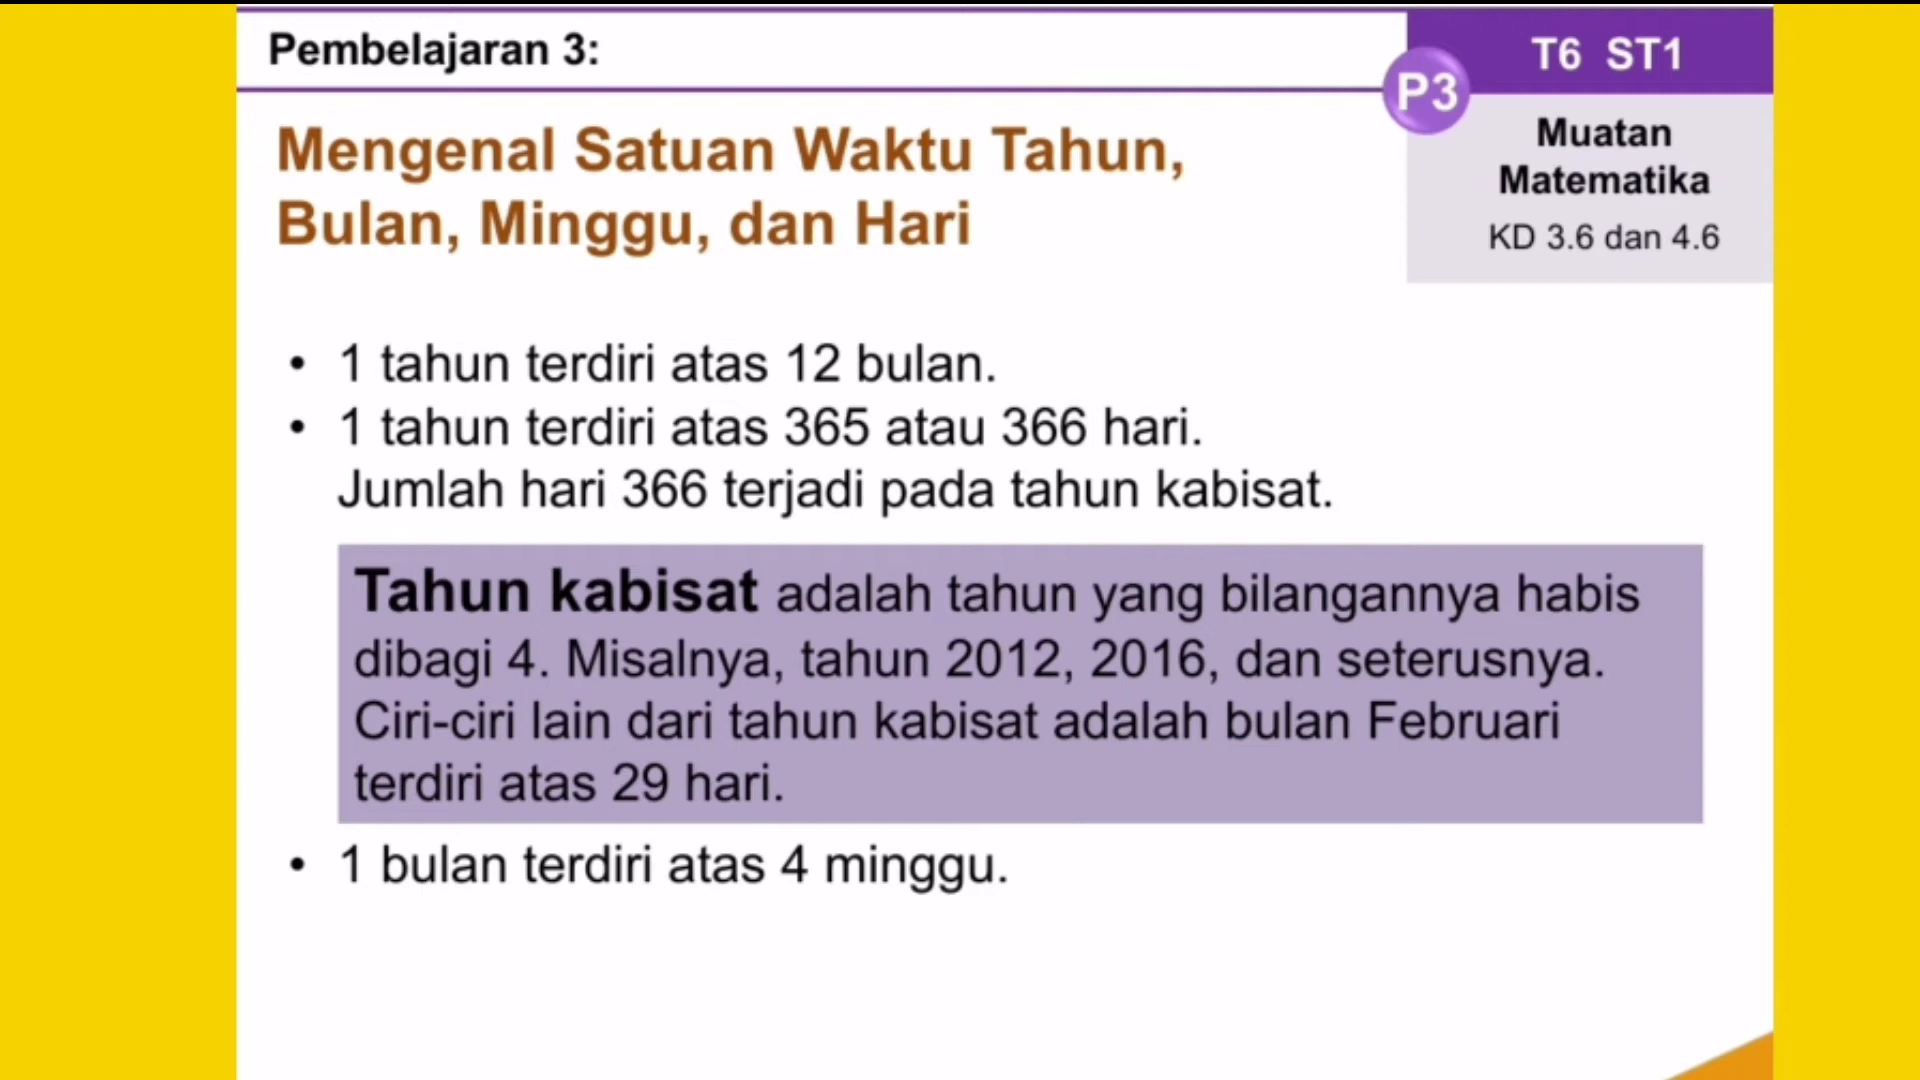 Pembelajaran 3:
T6 ST1
P3
Muatan
Matematika
KD 3.6 dan 4.6
Mengenal Satuan Waktu Tahun,
Bulan, Minggu, dan Hari
• 1 tahun terdiri atas 12 bulan.
• 1 tahun terdiri atas 365 atau 366 hari.
Jumlah hari 366 terjadi pada tahun kabisat.
Tahun kabisat adalah tahun yang bilangannya habis
dibagi 4. Misalnya, tahun 2012, 2016, dan seterusnya.
Ciri-ciri lain dari tahun kabisat adalah bulan Februari
terdiri atas 29 hari.
• 1 bulan terdiri atas 4 minggu.